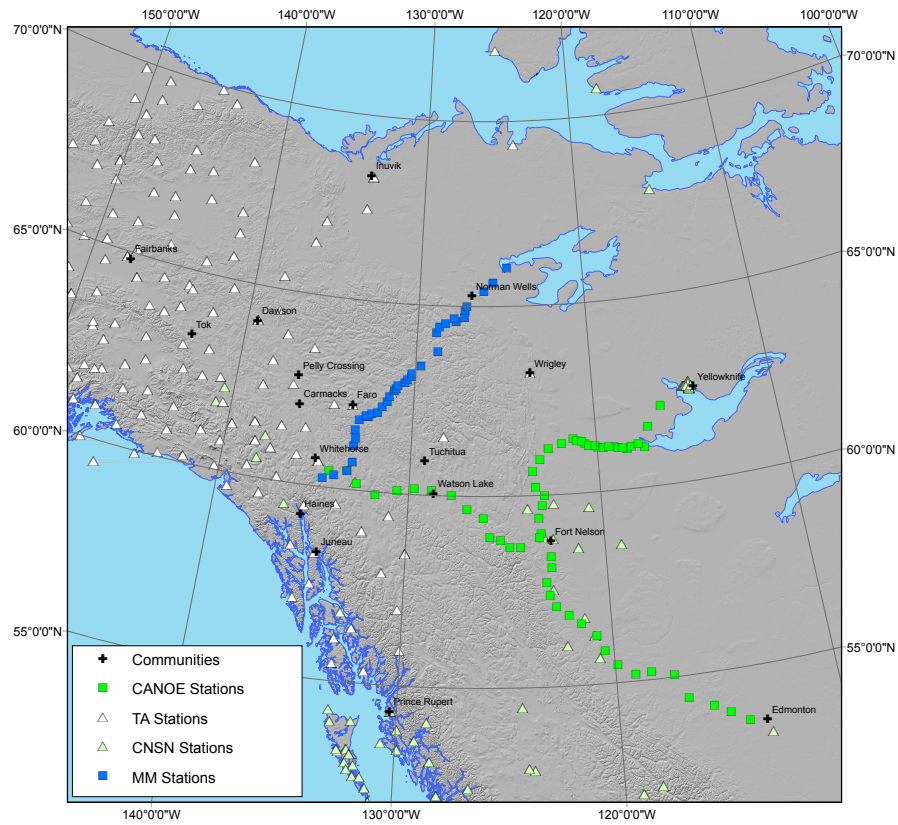 150°0'0"W 140°0'0"W 130°0'0"W 120°0'0"W 110°0'0"W 100°0'0"W
70°0'0"N
70°0'0"N
Inuvik
65°0'0"N
Fairbanks
65°0'0"N
Norman Wells
Dawson
Tok
Pelly Crossing
Wrigley
Yellowknife
Carmacks
Faro
60°0'0"N
Whitehorse
Tuchitua
60°0'0"N
Watson Lake
Haines
Fort Nelson
Juneau
55°0'0"N
55°0'0"N
Communities
CANOE Stations
Prince Rupert
Edmonton
TA Stations
CNSN Stations
MM Stations
140°0'0"W 130°0'0"W 120°0'0"W